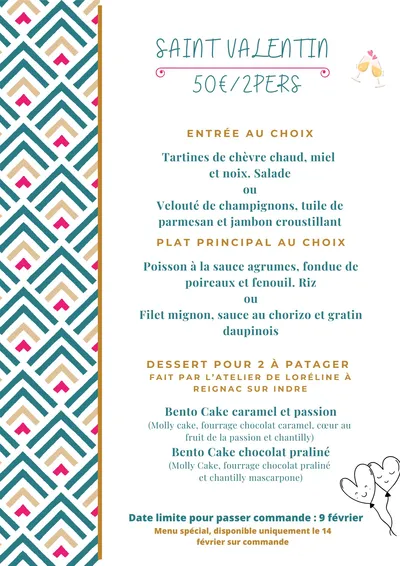 SAINT VALENTIN
50€/2PERS
ENTRÉE AU CHOIX
Tartines de chèvre chaud, miel
et noix. Salade
ou
Velouté de champignons, tuile de
parmesan et jambon croustillant
PLAT PRINCIPAL AU CHOIX
Poisson à la sauce agrumes, fondue de
poireaux et fenouil. Riz
ou
Filet mignon, sauce au chorizo et gratin
daupinois
DESSERT POUR 2 À PATAGER
FAIT PAR L'ATELIER DE LORÉLINE À
REIGNAC SUR INDRE
Bento Cake caramel et passion
(Molly cake, fourrage chocolat caramel, cœur au
fruit de la passion et chantilly)
Bento Cake chocolat praliné
(Molly Cake, fourrage chocolat praliné
et chantilly mascarpone)
Date limite pour passer commande : 9 février
Menu spécial, disponible uniquement le 14
février sur commande